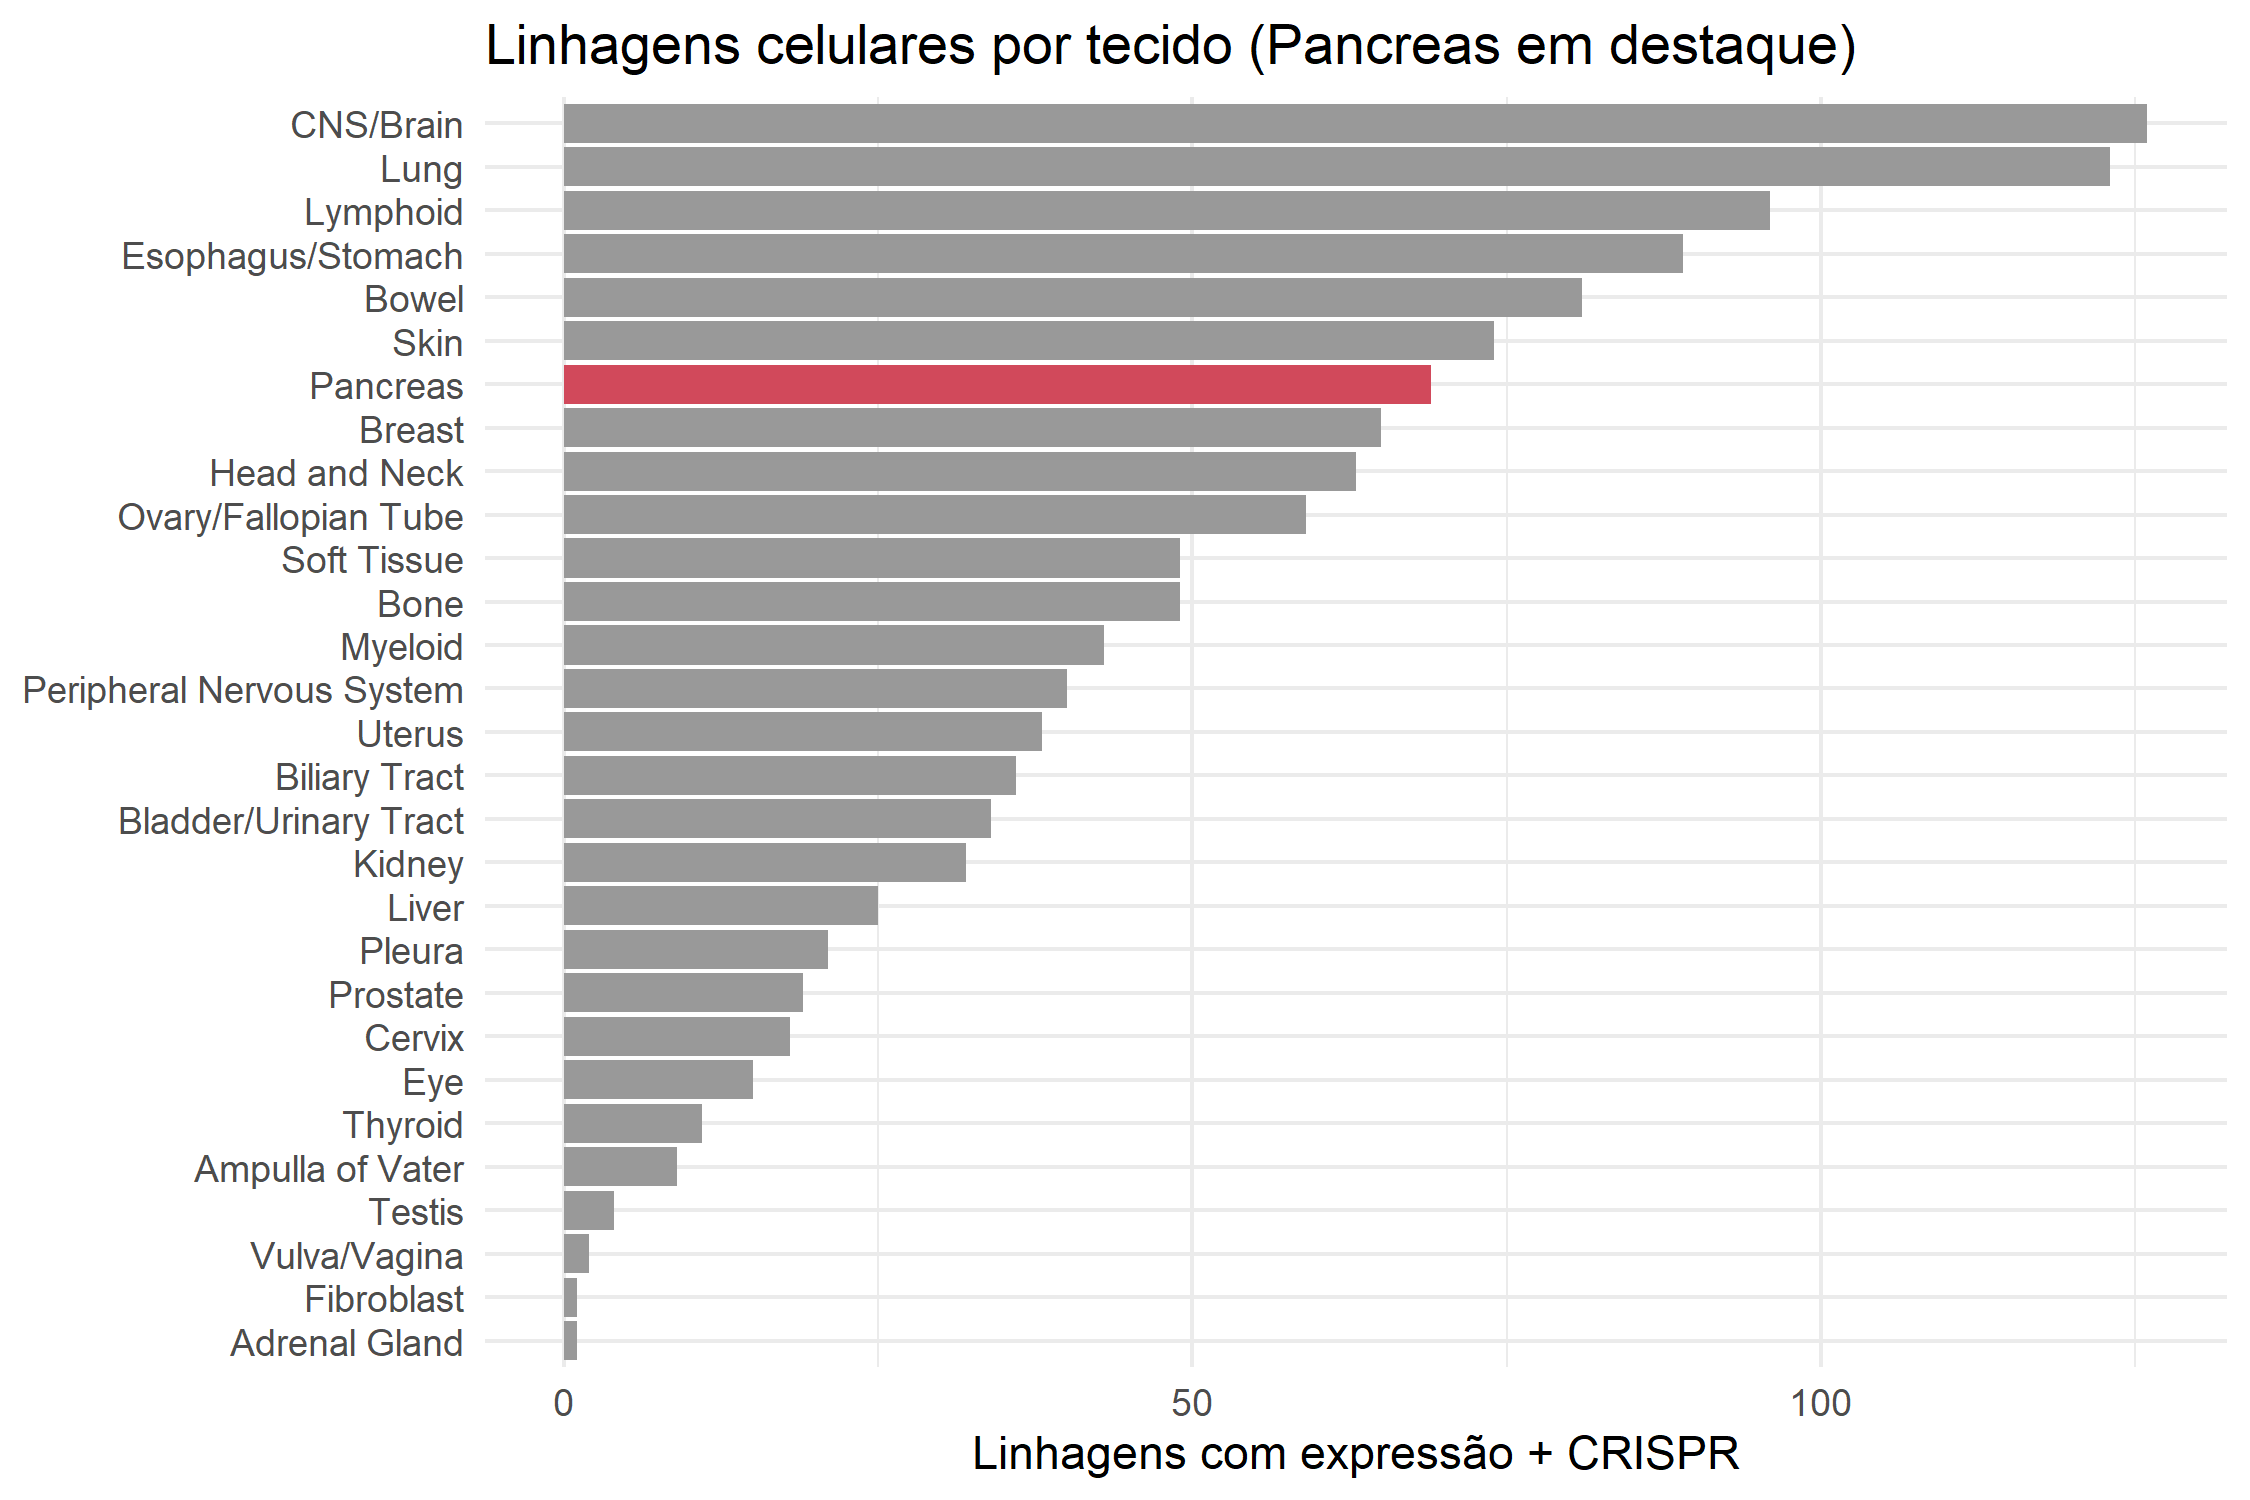 Linhagens celulares por tecido (Pancreas em destaque)
CNS/Brain
Lung
Lymphoid
Esophagus/Stomach
Bowel
Skin
Pancreas
Breast
Head and Neck
Ovary/Fallopian Tube
Soft Tissue
Bone
Myeloid
Peripheral Nervous System
Uterus
Biliary Tract
Bladder/Urinary Tract
Kidney
Liver
Pleura
Prostate
Cervix
Eye
Thyroid
Ampulla of Vater
Testis
Vulva/Vagina
Fibroblast
Adrenal Gland
0 50 100
Linhagens com expressão + CRISPR